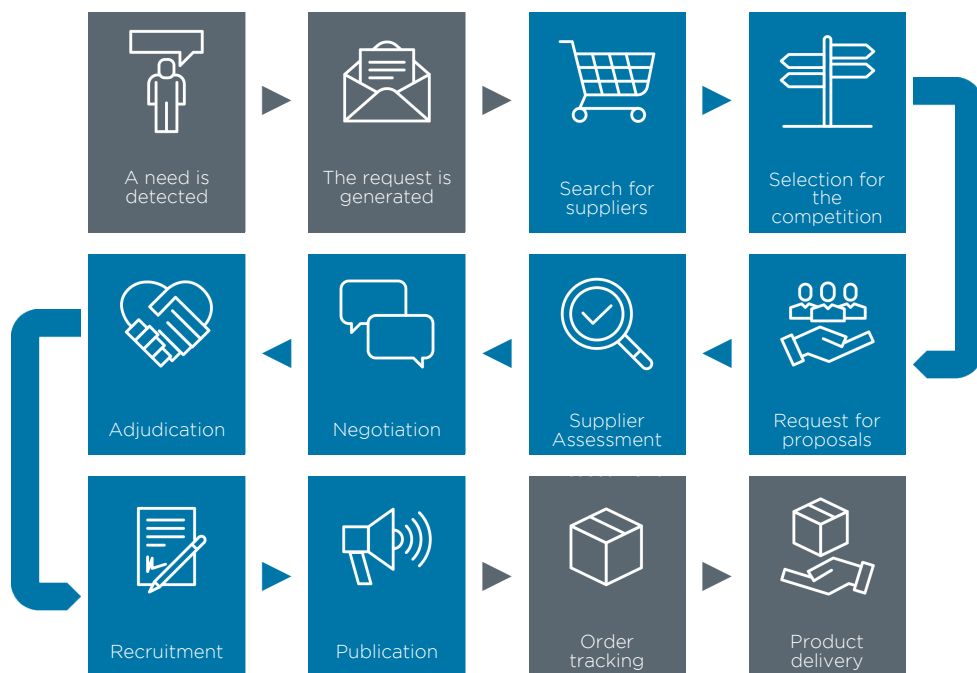 A need is
detected
The request is
generated
Search for
suppliers
Selection for
the
competition
Request for
proposals
Supplier
Assessment
Negotiation
Adjudication
Recruitment
Publication
Order
tracking
Product
delivery